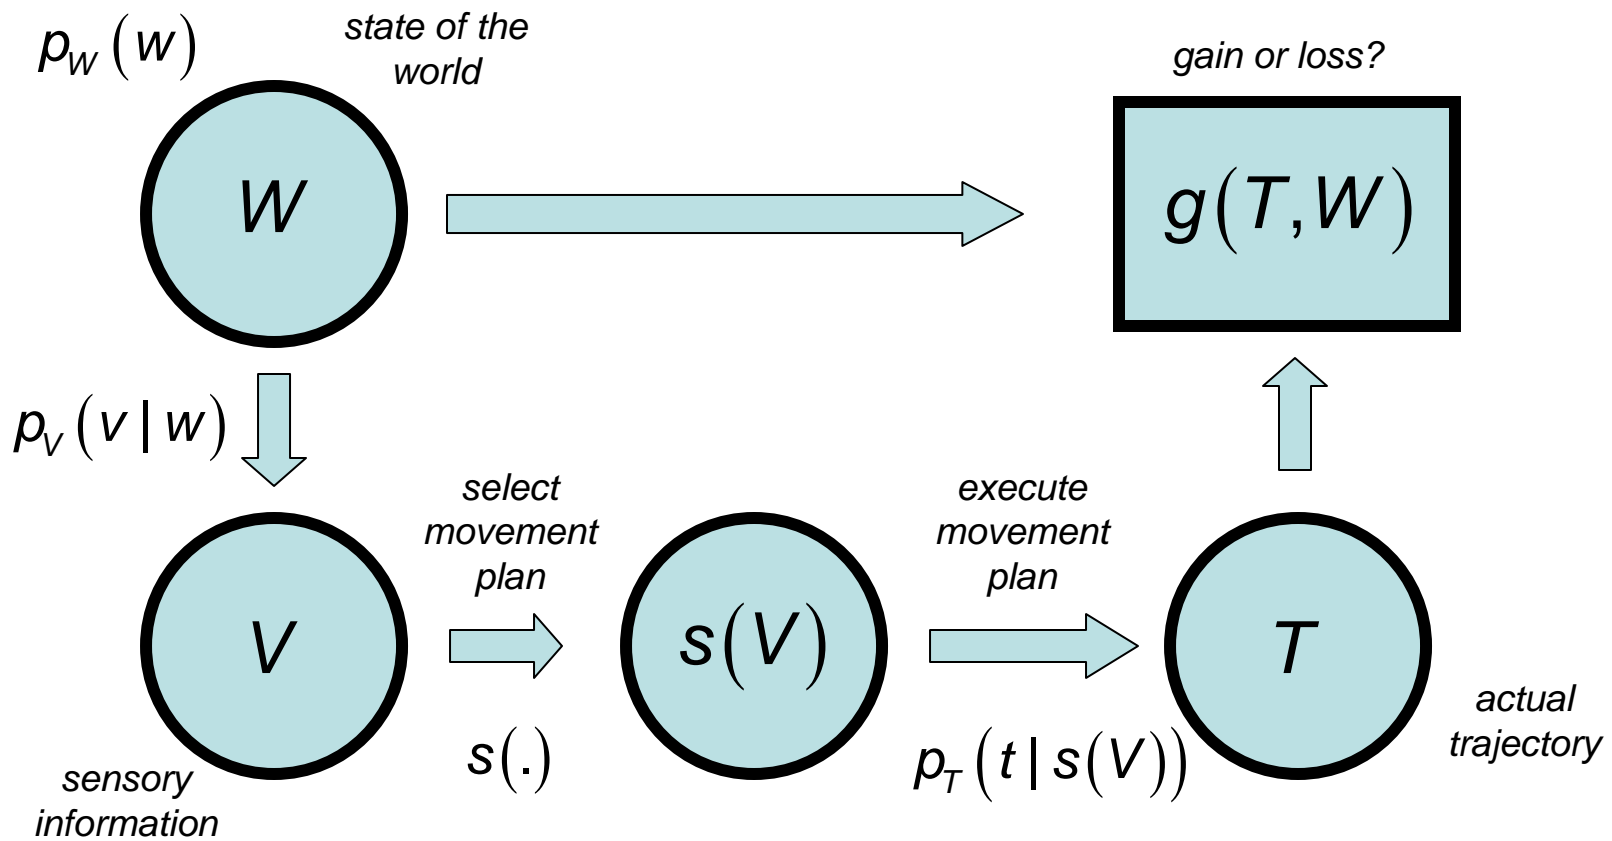 p_W(w)
state of the
world
gain or loss?
W
g(T,W)
p_V(v | w)
select
movement
plan
execute
movement
plan
V
s(V)
T
s(.)
p_T(t | s(V))
actual
trajectory
sensory
information